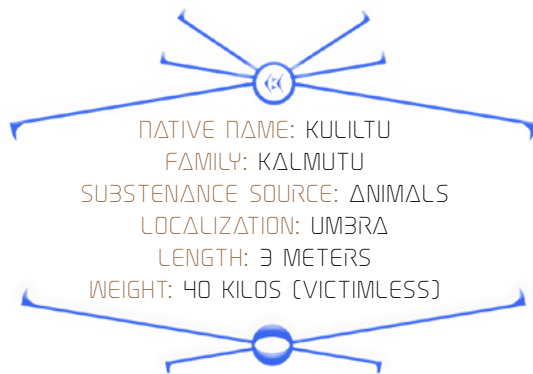 NATIVE NAME: KULILTU
FAMILY: KALMUTU
SUBSTENANCE SOURCE: ANIMALS
LOCALIZATION: UMBRA
LENGTH: 3 METERS
WEIGHT: 40 KILOS (VICTIMLESS)